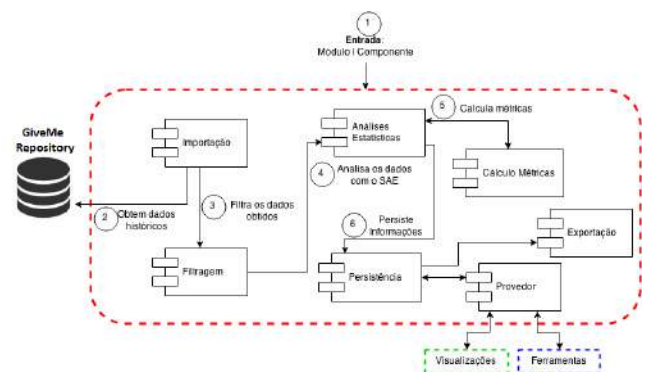 1
Entrada:
Módulo | Componente
GiveMe
Repository
Importação
Análises
Estatísticas
5
Calcula métricas
Cálculo Métricas
4
Analisa os dados
com o SAE
2
Obtem dados
históricos
3
Filtra os dados
obtidos
6
Persiste
Informações
Filtragem
Persistência
Exportação
Provedor
Visualizações
Ferramentas